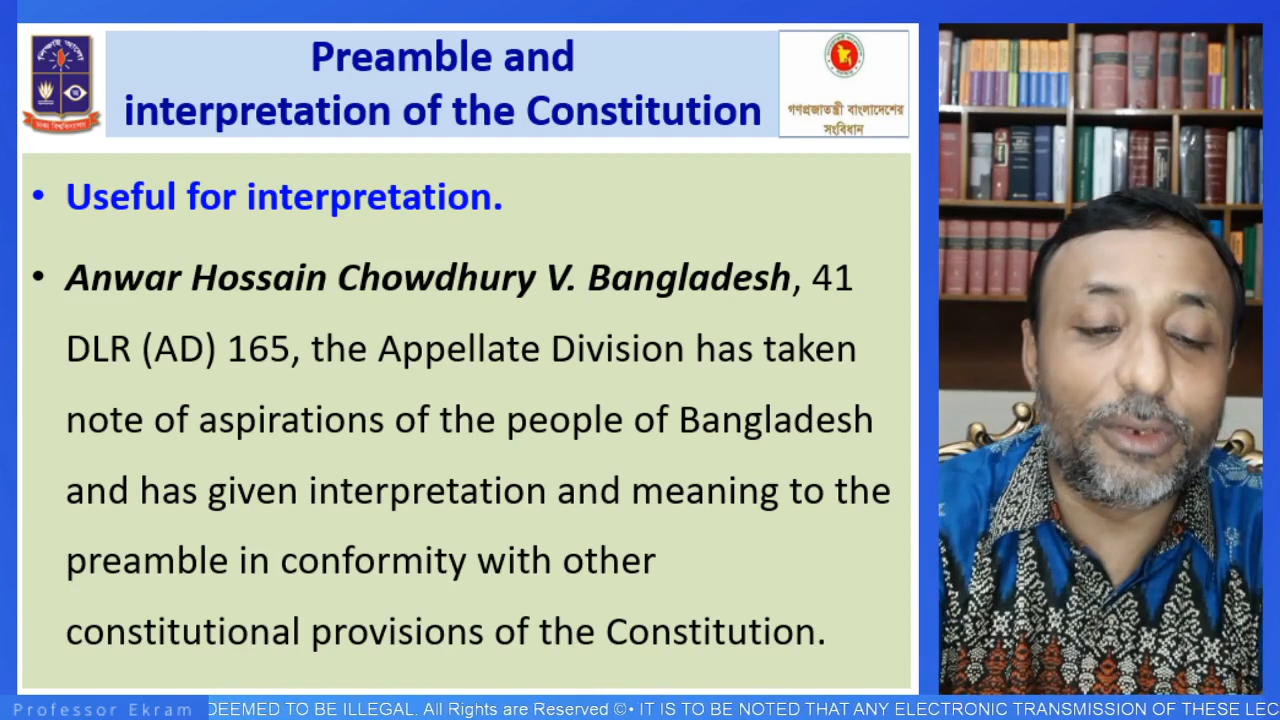 Preamble and
interpretation of the Constitution
শিক্ষাই আলো
ঢাকা বিশ্ববিদ্যালয়
গণপ্রজাতন্ত্রী বাংলাদেশের
সংবিধান
• Useful for interpretation.
• Anwar Hossain Chowdhury V. Bangladesh, 41
DLR (AD) 165, the Appellate Division has taken
note of aspirations of the people of Bangladesh
and has given interpretation and meaning to the
preamble in conformity with other
constitutional provisions of the Constitution.
Professor Ekram
DEEMED TO BE ILLEGAL. All Rights are Reserved ©• IT IS TO BE NOTED THAT ANY ELECTRONIC TRANSMISSION OF THESE LEC